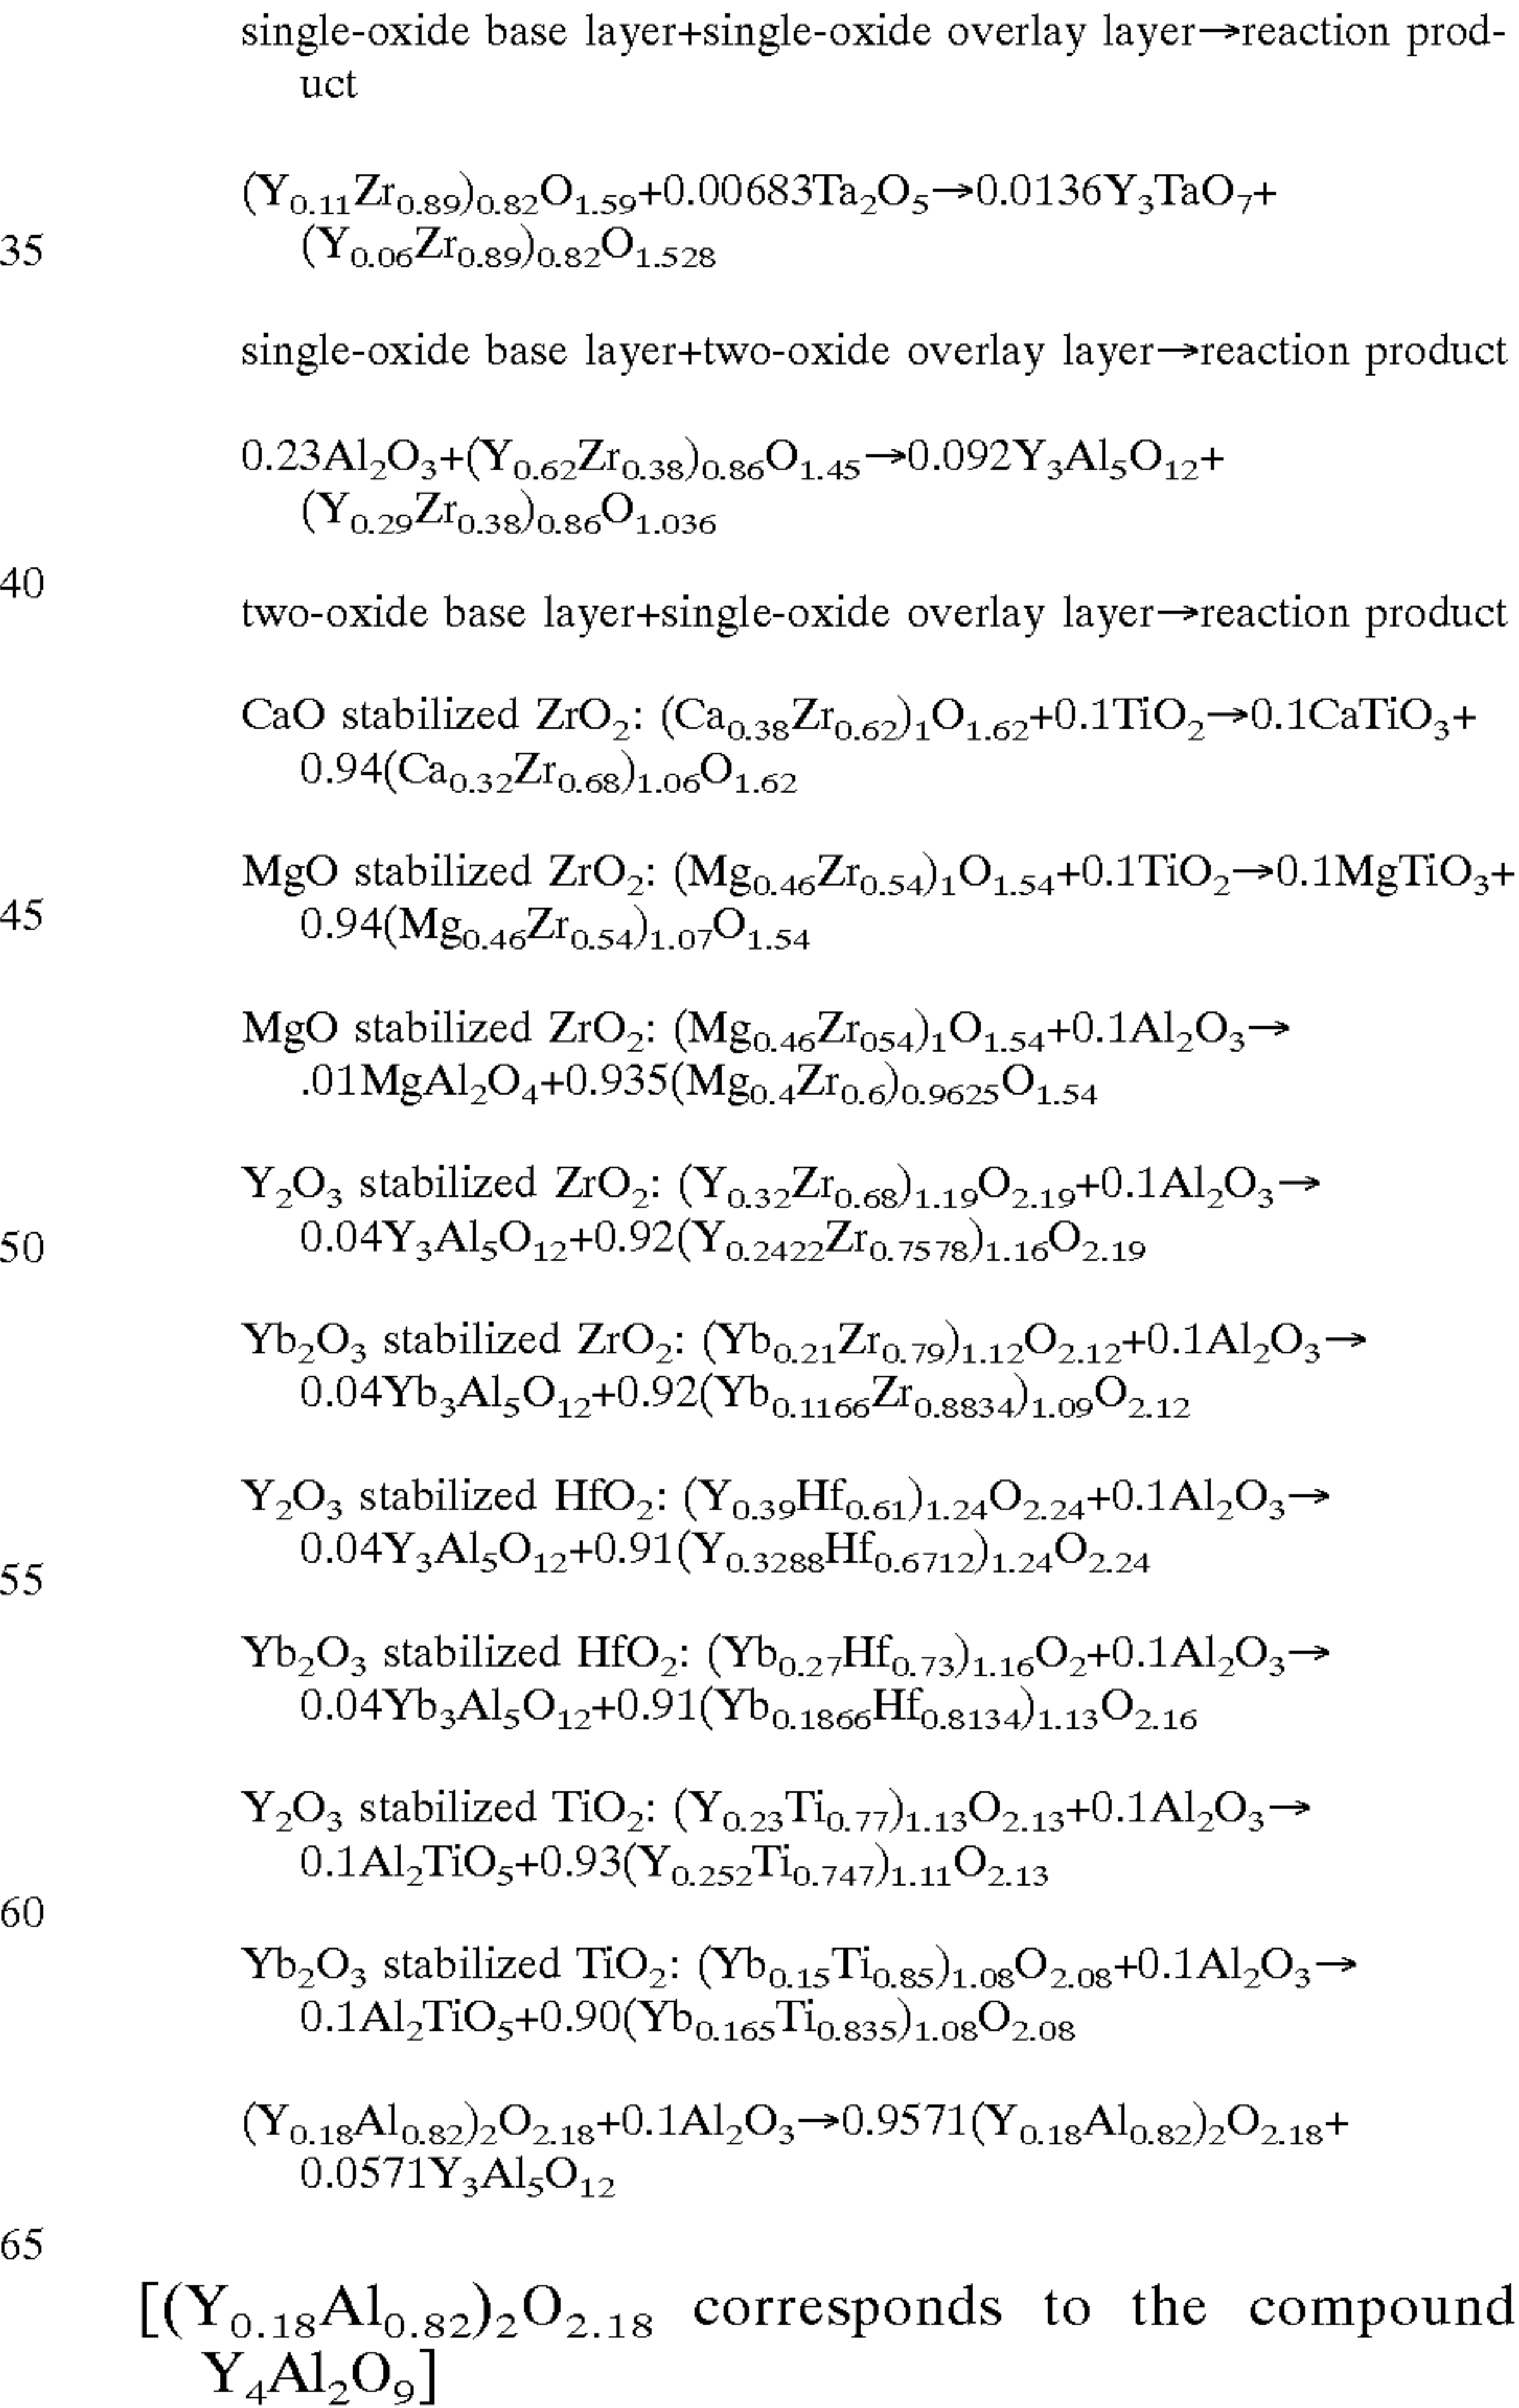 single-oxide base layer+single-oxide overlay layer→reaction prod-
uct
(Y0.11Zr0.89)0.82O1.59+0.00683Ta2O5→0.0136Y3TaO7+
35 (Y0.06Zr0.89)0.82O1.528
single-oxide base layer+two-oxide overlay layer→reaction product
0.23Al2O3+(Y0.62Zr0.38)0.86O1.45→0.092Y3Al5O12+
(Y0.29Zr0.38)0.86O1.036
40
two-oxide base layer+single-oxide overlay layer→reaction product
CaO stabilized ZrO2: (Ca0.38Zr0.62)1O1.62+0.1TiO2→0.1CaTiO3+
0.94(Ca0.32Zr0.68)1.06O1.62
MgO stabilized ZrO2: (Mg0.46Zr0.54)1O1.54+0.1TiO2→0.1MgTiO3+
45 0.94(Mg0.46Zr0.54)1.07O1.54
MgO stabilized ZrO2: (Mg0.46Zr054)1O1.54+0.1Al2O3→
.01MgAl2O4+0.935(Mg0.4Zr0.6)0.9625O1.54
Y2O3 stabilized ZrO2: (Y0.32Zr0.68)1.19O2.19+0.1Al2O3→
50 0.04Y3Al5O12+0.92(Y0.2422Zr0.7578)1.16O2.19
Yb2O3 stabilized ZrO2: (Yb0.21Zr0.79)1.12O2.12+0.1Al2O3→
0.04Yb3Al5O12+0.92(Yb0.1166Zr0.8834)1.09O2.12
Y2O3 stabilized HfO2: (Y0.39Hf0.61)1.24O2.24+0.1Al2O3→
55 0.04Y3Al5O12+0.91(Y0.3288Hf0.6712)1.24O2.24
Yb2O3 stabilized HfO2: (Yb0.27Hf0.73)1.16O2+0.1Al2O3→
0.04Yb3Al5O12+0.91(Yb0.1866Hf0.8134)1.13O2.16
Y2O3 stabilized TiO2: (Y0.23Ti0.77)1.13O2.13+0.1Al2O3→
0.1Al2TiO5+0.93(Y0.252Ti0.747)1.11O2.13
60
Yb2O3 stabilized TiO2: (Yb0.15Ti0.85)1.08O2.08+0.1Al2O3→
0.1Al2TiO5+0.90(Yb0.165Ti0.835)1.08O2.08
(Y0.18Al0.82)2O2.18+0.1Al2O3→0.9571(Y0.18Al0.82)2O2.18+
0.0571Y3Al5O12
65
[(Y0.18Al0.82)2O2.18 corresponds to the compound
Y4Al2O9]